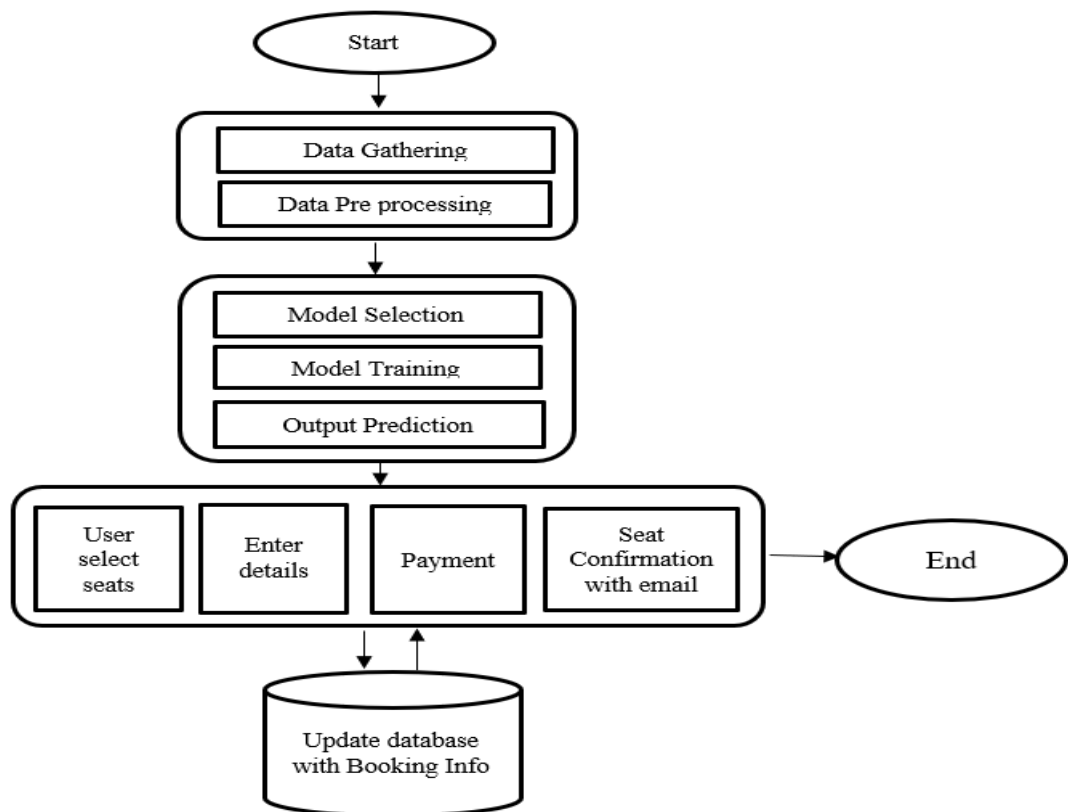 Start
Data Gathering
Data Pre processing
Model Selection
Model Training
Output Prediction
User
select
seats
Enter
details
Payment
Seat
Confirmation
with email
End
Update database
with Booking Info